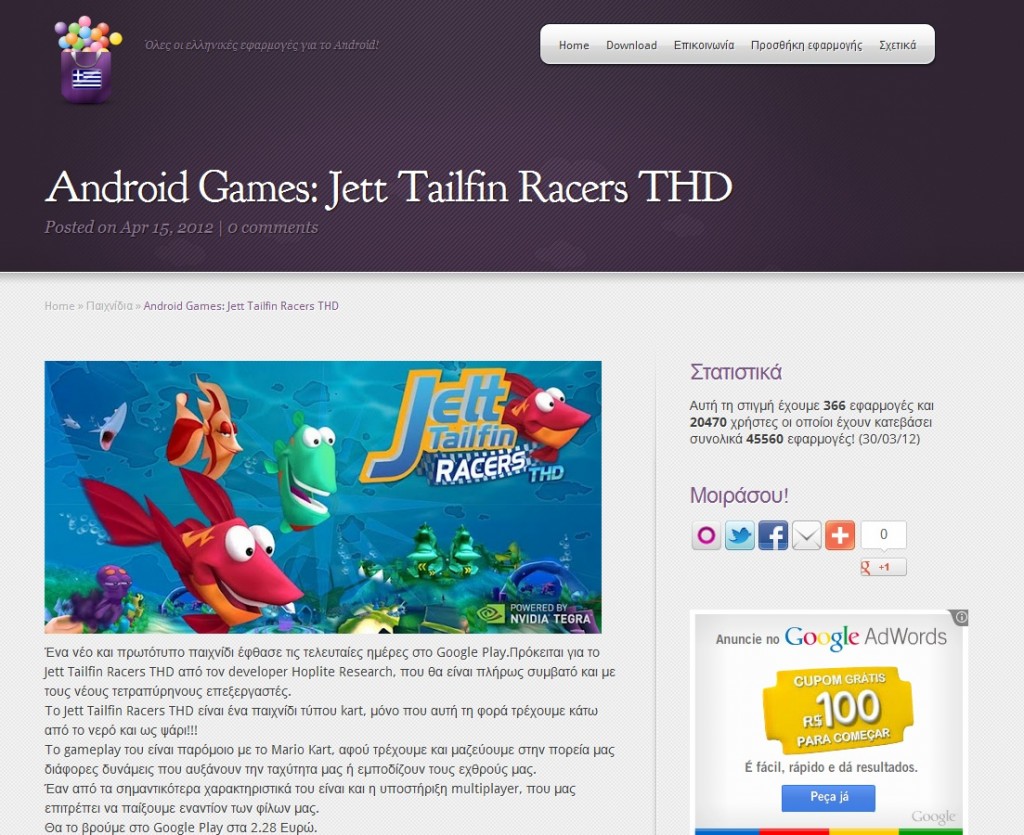 Όλες οι ελληνικές εφαρμογές για το Android!
Home Download Επικοινωνία Προσθήκη εφαρμογής Σχετικά
Android Games: Jett Tailfin Racers THD
Posted on Apr 15, 2012 | 0 comments
Home » Παιχνίδια » Android Games: Jett Tailfin Racers THD
Jett
Tailfin
RACERS
THD
POWERED BY
NVIDIA TEGRA
Ένα νέο και πρωτότυπο παιχνίδι έφθασε τις τελευταίες ημέρες στο Google Play.Πρόκειται για το
Jett Tailfin Racers THD από τον developer Hoplite Research, που θα είναι πλήρως συμβατό και με
τους νέους τετραπύρηνους επεξεργαστές.
Το Jett Tailfin Racers THD είναι ένα παιχνίδι τύπου kart, μόνο που αυτή τη φορά τρέχουμε κάτω
από το νερό και ως ψάρι!!!
Το gameplay του είναι παρόμοιο με το Mario Kart, αφού τρέχουμε και μαζεύουμε στην πορεία μας
διάφορες δυνάμεις που αυξάνουν την ταχύτητα μας ή εμποδίζουν τους εχθρούς μας.
Έαν από τα σημαντικότερα χαρακτηριστικά του είναι και η υποστήριξη multiplayer, που μας
επιτρέπει να παίξουμε εναντίον των φίλων μας.
Θα το βρούμε στο Google Play στα 2.28 Ευρώ.
Στατιστικά
Αυτή τη στιγμή έχουμε 366 εφαρμογές και
20470 χρήστες οι οποίοι έχουν κατεβάσει
συνολικά 45560 εφαρμογές! (30/03/12)
Μοιράσου!
0
g +1
Anuncie no Google AdWords
CUPOM GRÁTIS
R$100
PARA COMEÇAR
É fácil, rápido e dá resultados.
Peça já
Google